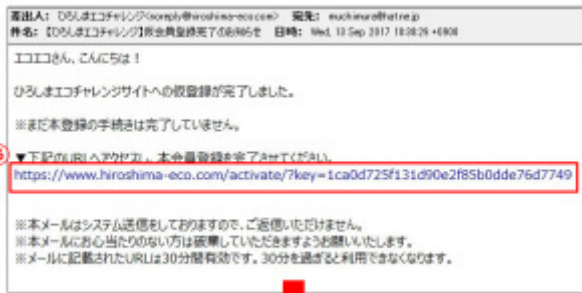 差出人: ひろしまエコチャレンジ<noreply@hiroshima-eco.com> 宛先: muchimura@hatne.jp
件名: 【ひろしまエコチャレンジ】仮会員登録完了のお知らせ 日時: Wed, 13 Sep 2017 18:38:29 +0900
エコエコさん、こんにちは！
ひろしまエコチャレンジサイトへの仮登録が完了しました。
※まだ本登録の手続きは完了していません。
▼下記のURLへアクセスし、本会員登録を完了させてください。
https://www.hiroshima-eco.com/activate/?key=1ca0d725f131d90e2f85b0dde76d7749
※本メールはシステム送信をしておりますので、ご返信いただけません。
※本メールにお心当たりのない方は破棄していただきますようお願いいたします。
※メールに記載されたURLは30分間有効です。30分を過ぎると利用できなくなります。